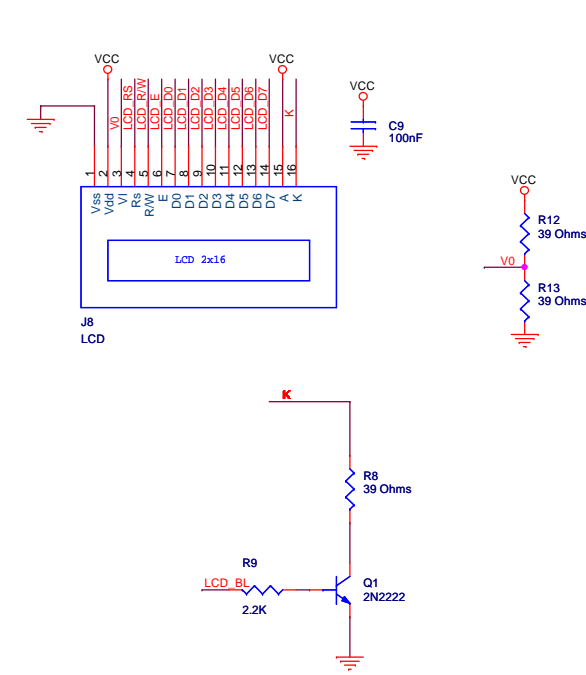 VCC
VCC
V0
LCD_RS
LCD_R/W
LCD_E
LCD_D0
LCD_D1
LCD_D2
LCD_D3
LCD_D4
LCD_D5
LCD_D6
LCD_D7
K
VCC
C9
100nF
1
2
3
4
5
6
7
8
9
10
11
12
13
14
15
16
Vss
Vdd
VI
Rs
R/W
E
D0
D1
D2
D3
D4
D5
D6
D7
A
K
LCD 2x16
J8
LCD
VCC
R12
39 Ohms
V0
R13
39 Ohms
K
R8
39 Ohms
R9
LCD_BL
2.2K
Q1
2N2222